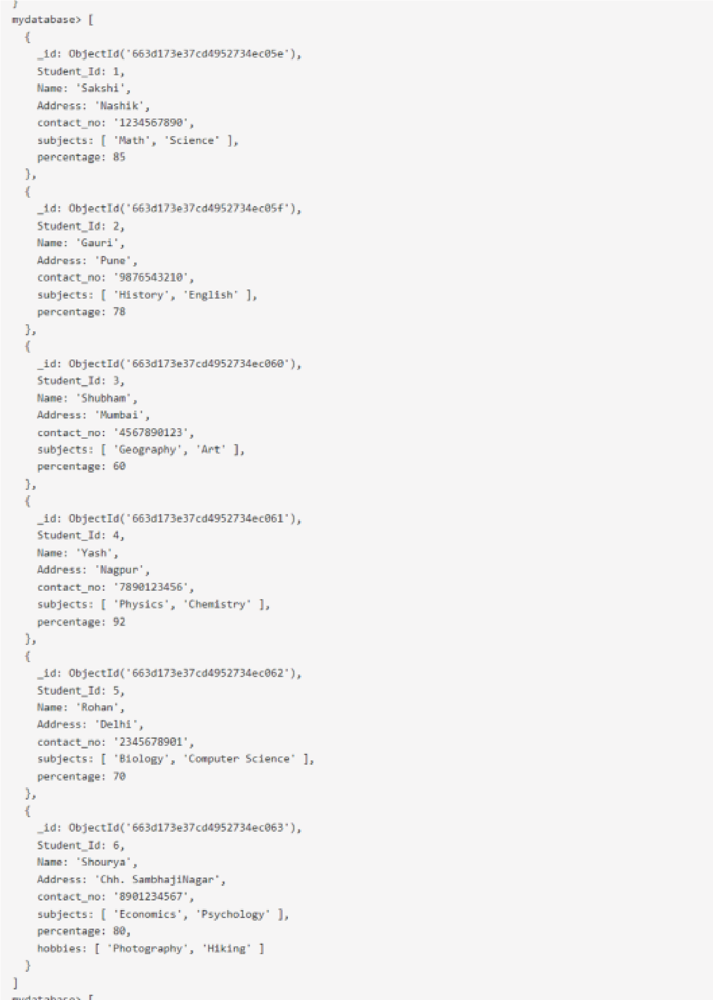 }
mydatabase> [
  {
    _id: ObjectId('663d173e37cd4952734ec05e'),
    Student_Id: 1,
    Name: 'Sakshi',
    Address: 'Nashik',
    contact_no: '1234567890',
    subjects: [ 'Math', 'Science' ],
    percentage: 85
  },
  {
    _id: ObjectId('663d173e37cd4952734ec05f'),
    Student_Id: 2,
    Name: 'Gauri',
    Address: 'Pune',
    contact_no: '9876543210',
    subjects: [ 'History', 'English' ],
    percentage: 78
  },
  {
    _id: ObjectId('663d173e37cd4952734ec060'),
    Student_Id: 3,
    Name: 'Shubham',
    Address: 'Mumbai',
    contact_no: '4567890123',
    subjects: [ 'Geography', 'Art' ],
    percentage: 60
  },
  {
    _id: ObjectId('663d173e37cd4952734ec061'),
    Student_Id: 4,
    Name: 'Yash',
    Address: 'Nagpur',
    contact_no: '7890123456',
    subjects: [ 'Physics', 'Chemistry' ],
    percentage: 92
  },
  {
    _id: ObjectId('663d173e37cd4952734ec062'),
    Student_Id: 5,
    Name: 'Rohan',
    Address: 'Delhi',
    contact_no: '2345678901',
    subjects: [ 'Biology', 'Computer Science' ],
    percentage: 70
  },
  {
    _id: ObjectId('663d173e37cd4952734ec063'),
    Student_Id: 6,
    Name: 'Shourya',
    Address: 'Chh. SambhajiNagar',
    contact_no: '8901234567',
    subjects: [ 'Economics', 'Psychology' ],
    percentage: 80,
    hobbies: [ 'Photography', 'Hiking' ]
  }
]
mydatabase> [